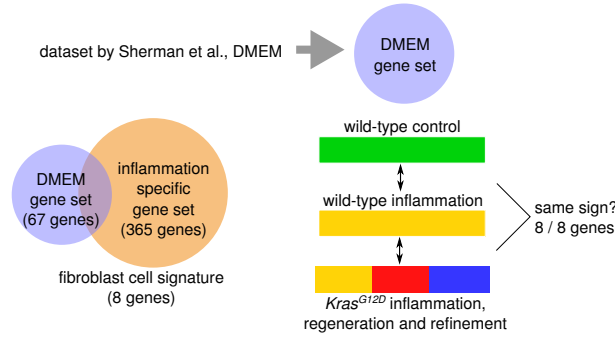 dataset by Sherman et al., DMEM
DMEM
gene set
DMEM
gene set
(67 genes)
inflammation
specific
gene set
(365 genes)
fibroblast cell signature
(8 genes)
wild-type control
wild-type inflammation
same sign?
8 / 8 genes
Kras^G12D inflammation,
regeneration and refinement